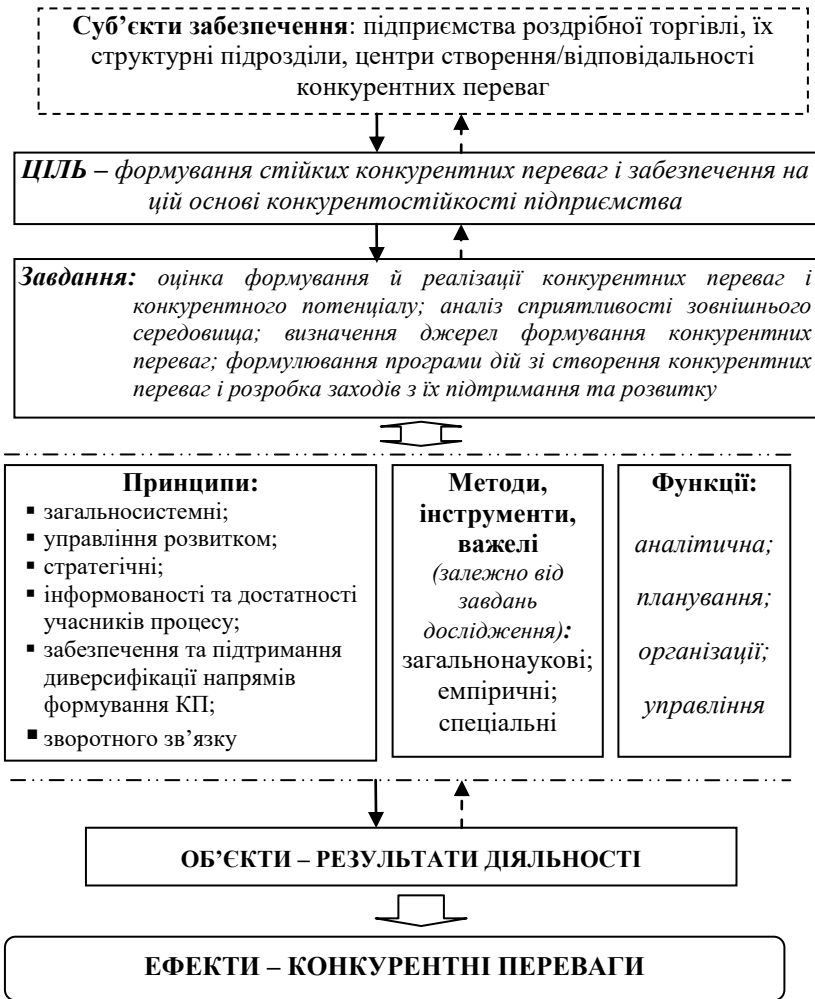 Суб’єкти забезпечення: підприємства роздрібної торгівлі, їх
структурні підрозділи, центри створення/відповідальності
конкурентних переваг
ЦІЛЬ – формування стійких конкурентних переваг і забезпечення на
цій основі конкурентостійкості підприємства
Завдання: оцінка формування й реалізації конкурентних переваг і
конкурентного потенціалу; аналіз сприятливості зовнішнього
середовища; визначення джерел формування конкурентних
переваг; формулювання програми дій зі створення конкурентних
переваг і розробка заходів з їх підтримання та розвитку
Принципи:
▪ загальносистемні;
▪ управління розвитком;
▪ стратегічні;
▪ інформованості та достатності
учасників процесу;
▪ забезпечення та підтримання
диверсифікації напрямів
формування КП;
▪ зворотного зв’язку
Методи,
інструменти,
важелі
(залежно від
завдань
дослідження):
загальнонаукові;
емпіричні;
спеціальні
Функції:
аналітична;
планування;
організації;
управління
ОБ’ЄКТИ – РЕЗУЛЬТАТИ ДІЯЛЬНОСТІ
ЕФЕКТИ – КОНКУРЕНТНІ ПЕРЕВАГИ